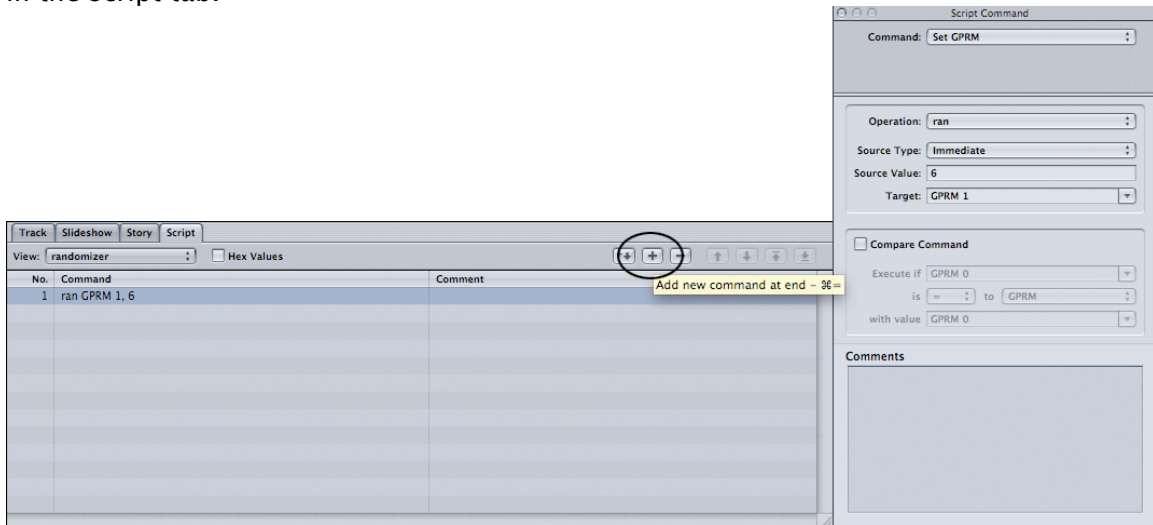 in the script tab.
Script Command
Command: Set GPRM
Operation: ran
Source Type: Immediate
Source Value: 6
Target: GPRM 1
Compare Command
Execute if GPRM 0
is = to GPRM
with value GPRM 0
Comments
Track Slideshow Story Script
View: randomizer Hex Values
Add new command at end – ⌘=
No. Command Comment
1 ran GPRM 1, 6